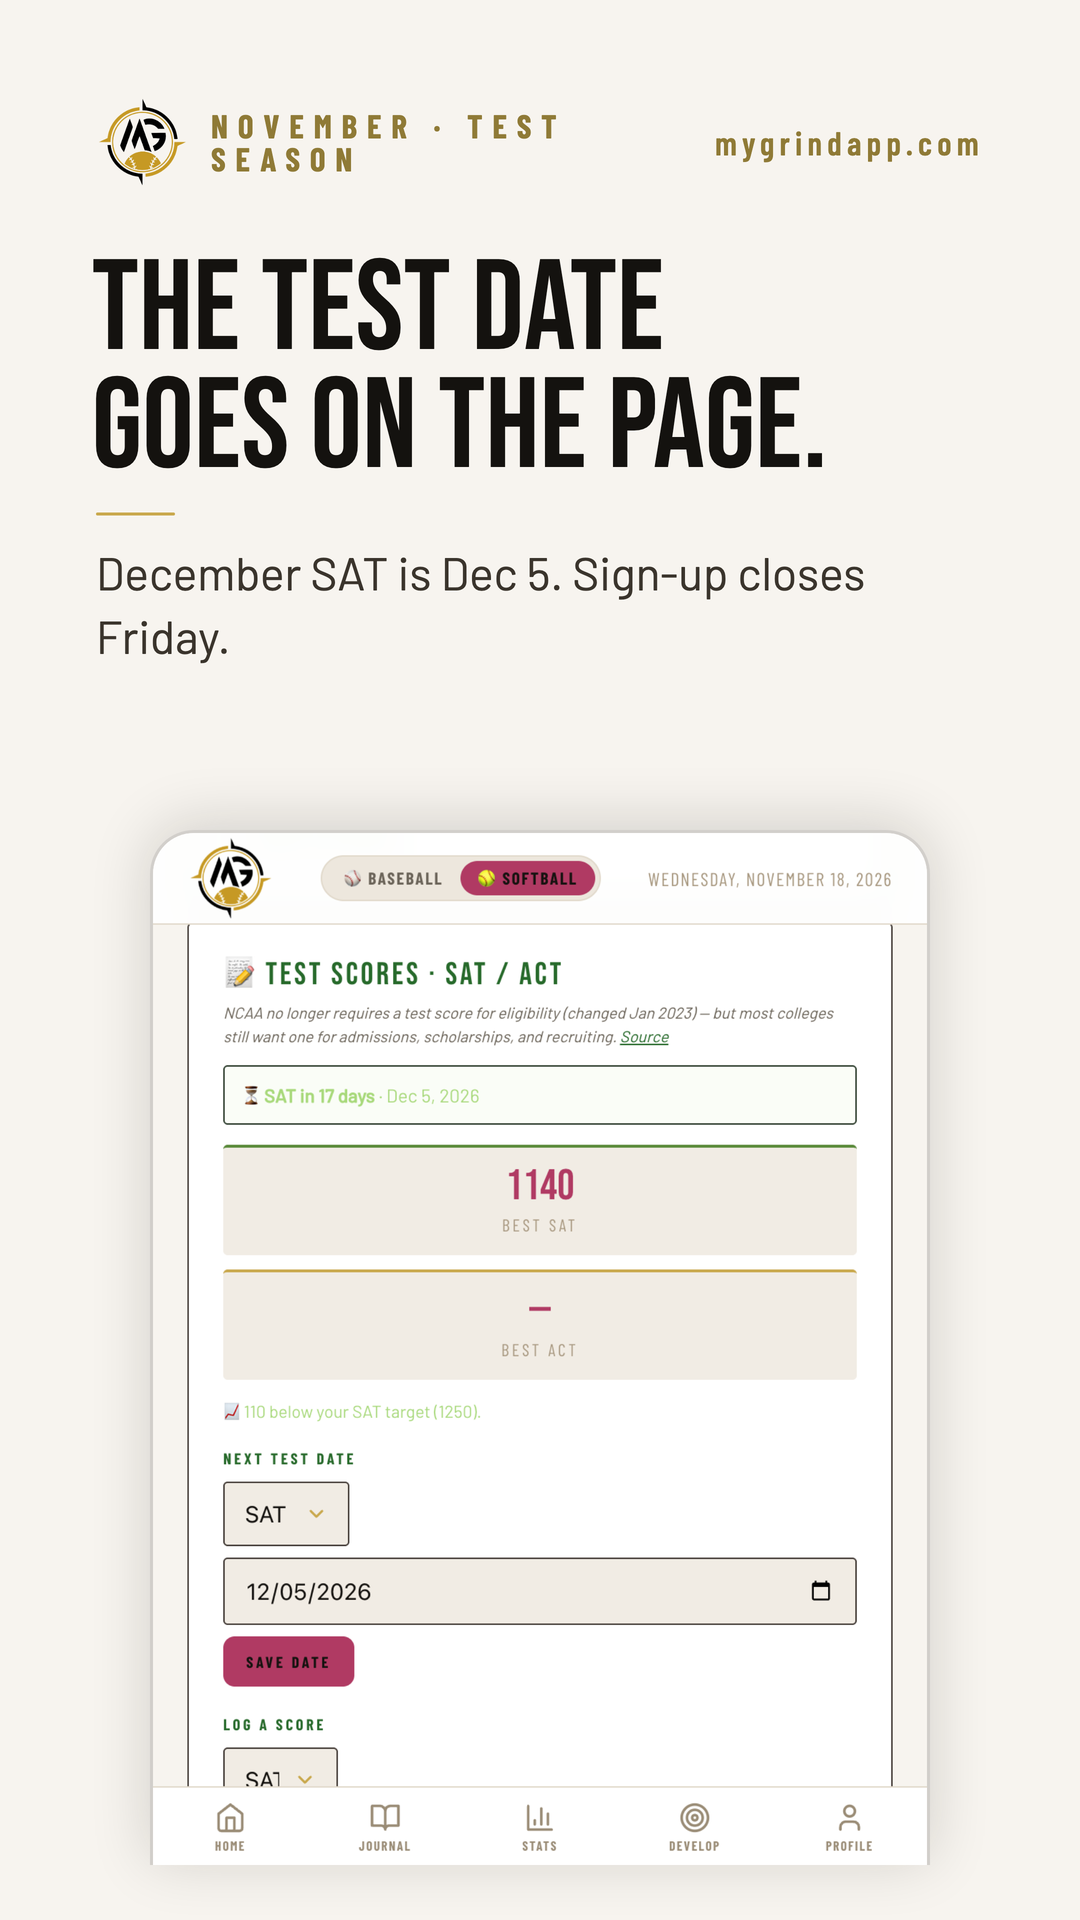 MG
NOVEMBER · TEST
SEASON
mygrindapp.com
THE TEST DATE
GOES ON THE PAGE.
December SAT is Dec 5. Sign-up closes
Friday.
MG
BASEBALL
SOFTBALL
WEDNESDAY, NOVEMBER 18, 2026
TEST SCORES · SAT / ACT
NCAA no longer requires a test score for eligibility (changed Jan 2023) — but most colleges
still want one for admissions, scholarships, and recruiting. Source
SAT in 17 days · Dec 5, 2026
1140
BEST SAT
—
BEST ACT
110 below your SAT target (1250).
NEXT TEST DATE
SAT
12/05/2026
SAVE DATE
LOG A SCORE
SAT
HOME
JOURNAL
STATS
DEVELOP
PROFILE